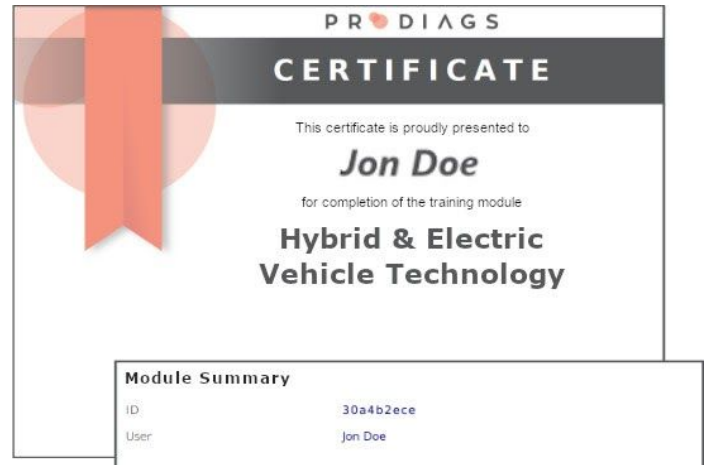 PRODIAGS
CERTIFICATE
This certificate is proudly presented to
Jon Doe
for completion of the training module
Hybrid & Electric
Vehicle Technology
Module Summary
ID 30a4b2ece
User Jon Doe